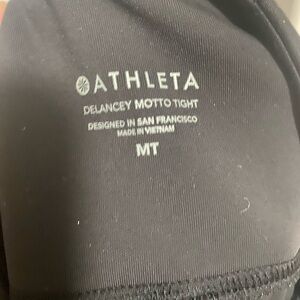 ATHLETA
DELANCEY MOTTO TIGHT
DESIGNED IN SAN FRANCISCO
MADE IN VIETNAM
MT